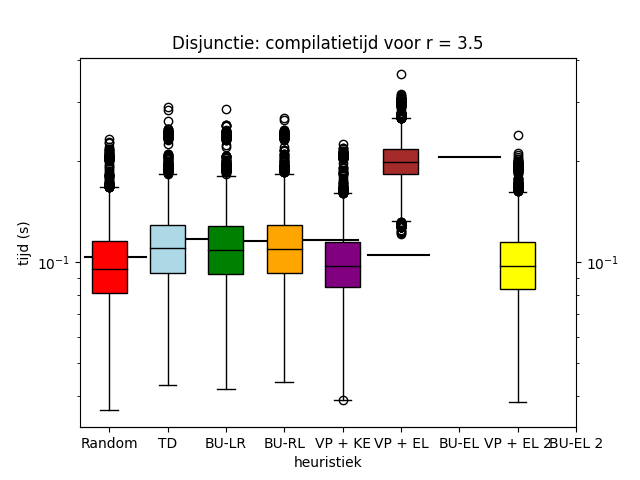 Disjunctie: compilatietijd voor r = 3.5
tijd (s)
10⁻¹
10⁻¹
Random TD BU-LR BU-RL VP + KE VP + EL BU-EL VP + EL 2 BU-EL 2
heuristiek